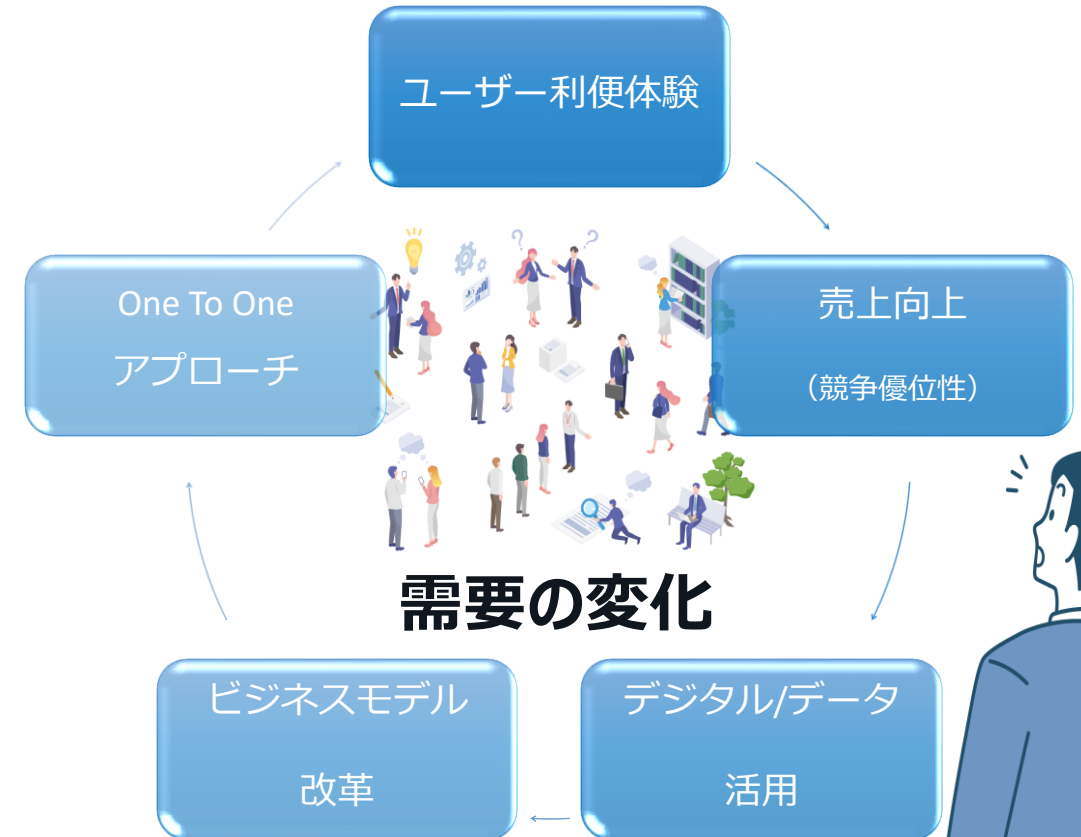 ユーザー利便体験
One To One
アプローチ
売上向上
（競争優位性）
需要の変化
ビジネスモデル
改革
デジタル/データ
活用